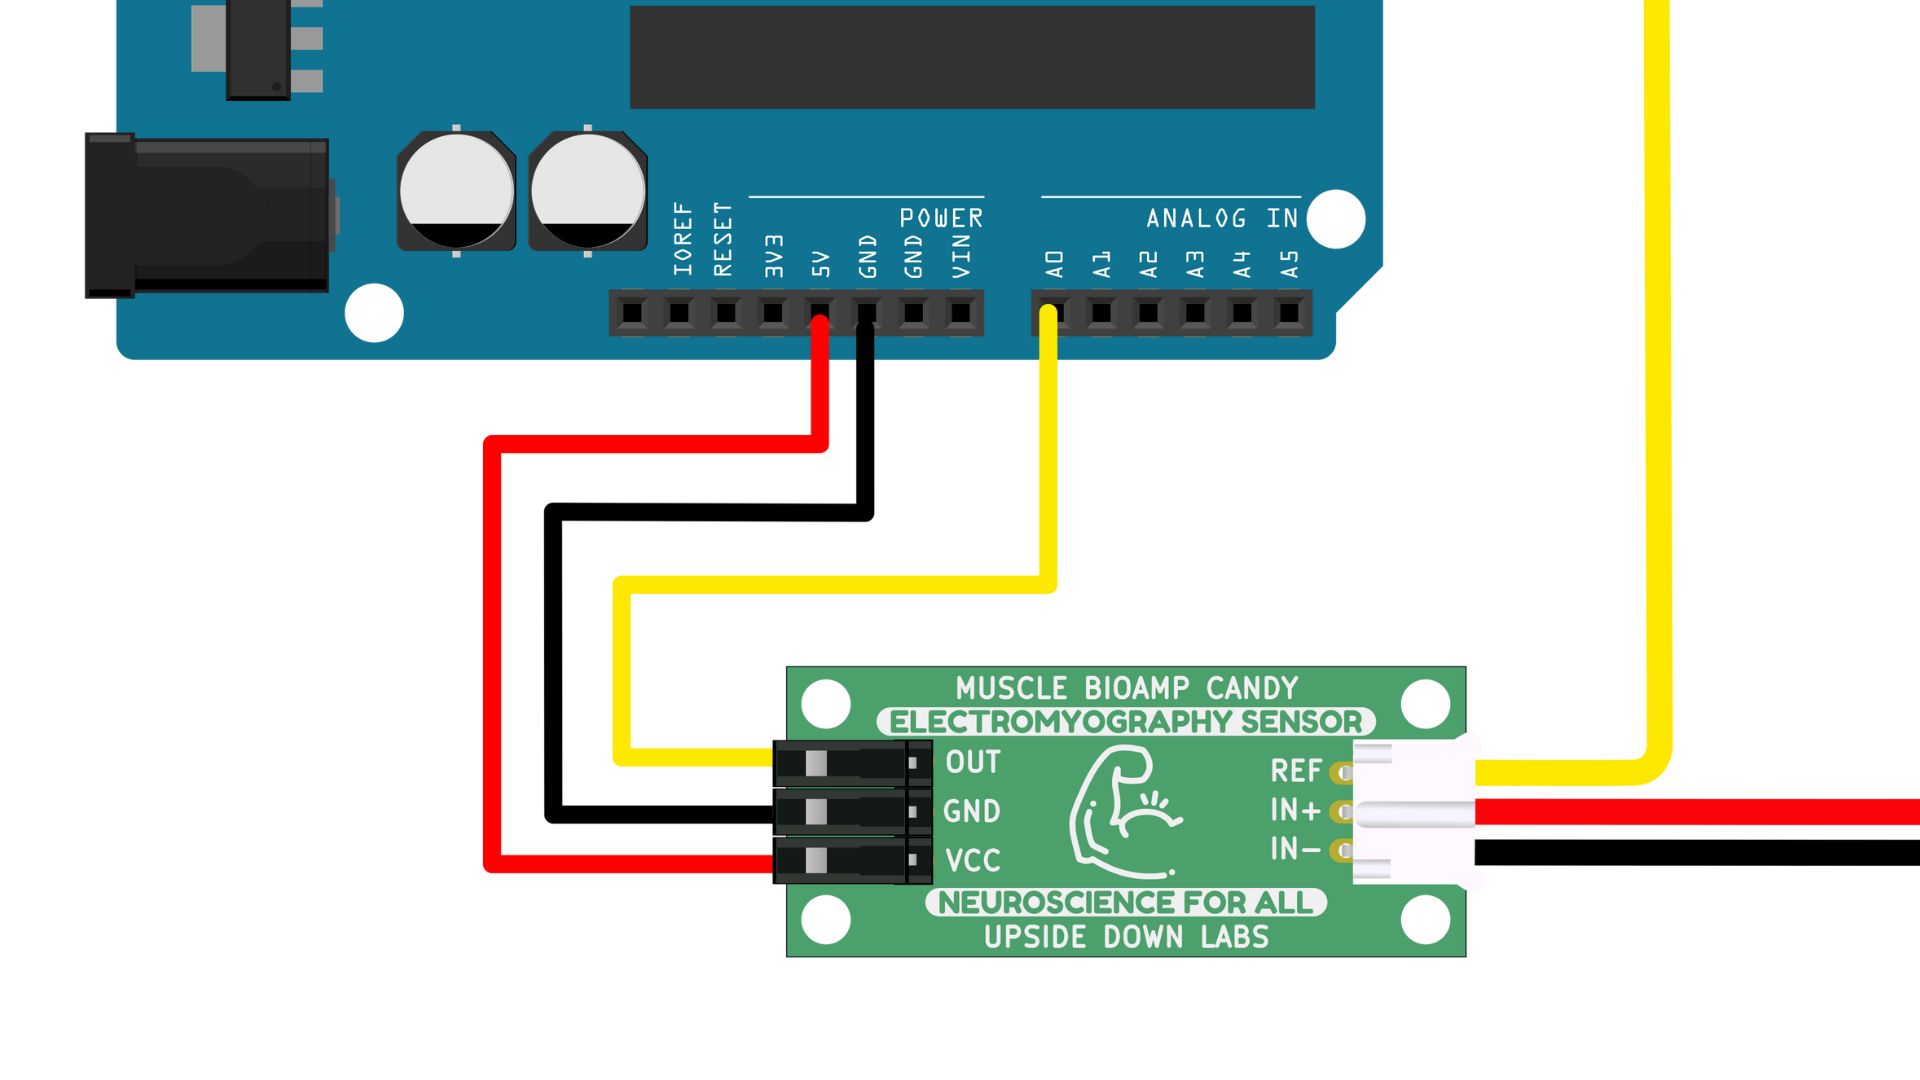 POWER
ANALOG IN
IOREF
RESET
3V3
5V
GND
GND
VIN
A0
A1
A2
A3
A4
A5
MUSCLE BIOAMP CANDY
ELECTROMYOGRAPHY SENSOR
OUT
GND
VCC
REF
IN+
IN-
NEUROSCIENCE FOR ALL
UPSIDE DOWN LABS